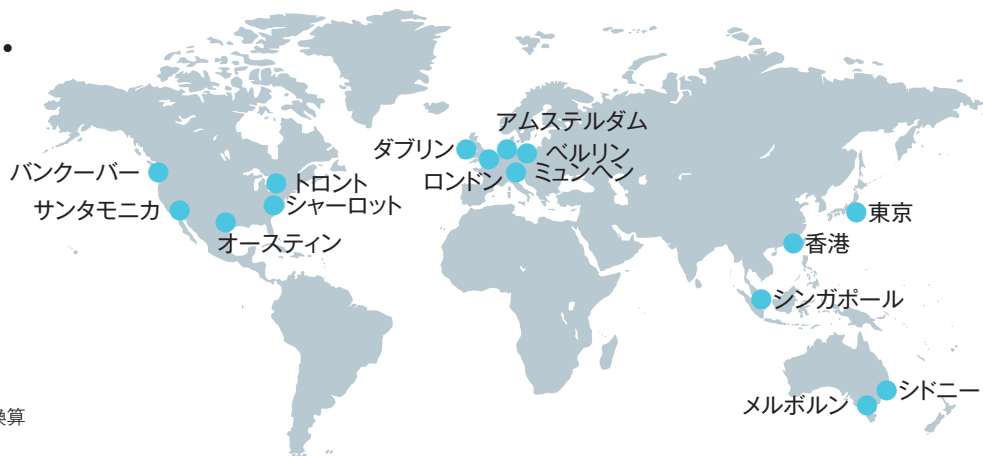 アムステルダム
ダブリン
ベルリン
ロンドン
ミュンヘン
バンクーバー
トロント
サンタモニカ
シャーロット
オースティン
東京
香港
シンガポール
シドニー
メルボルン
換算